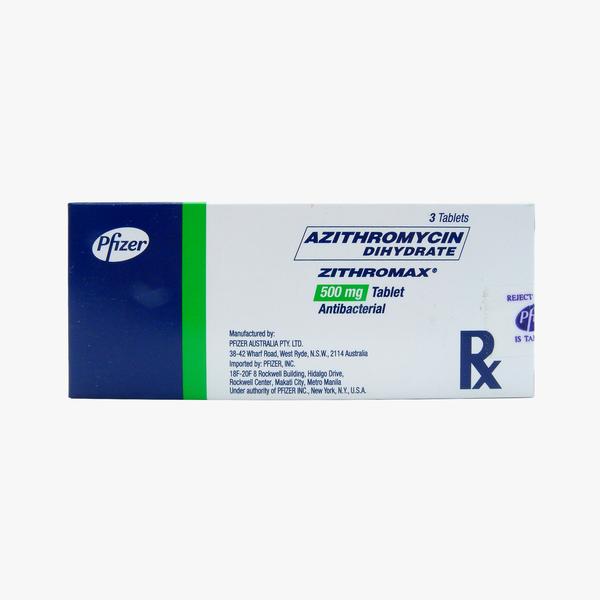 Pfizer
3 Tablets
AZITHROMYCIN
DIHYDRATE
ZITHROMAX®
500 mg Tablet
Antibacterial
Manufactured by:
PFIZER AUSTRALIA PTY. LTD.
38-42 Wharf Road, West Ryde, N.S.W., 2114 Australia
Imported by: PFIZER, INC.
18F-20F 8 Rockwell Building, Hidalgo Drive,
Rockwell Center, Makati City, Metro Manila
Under authority of PFIZER INC., New York, N.Y., U.S.A.
Rx
REJECT
IS